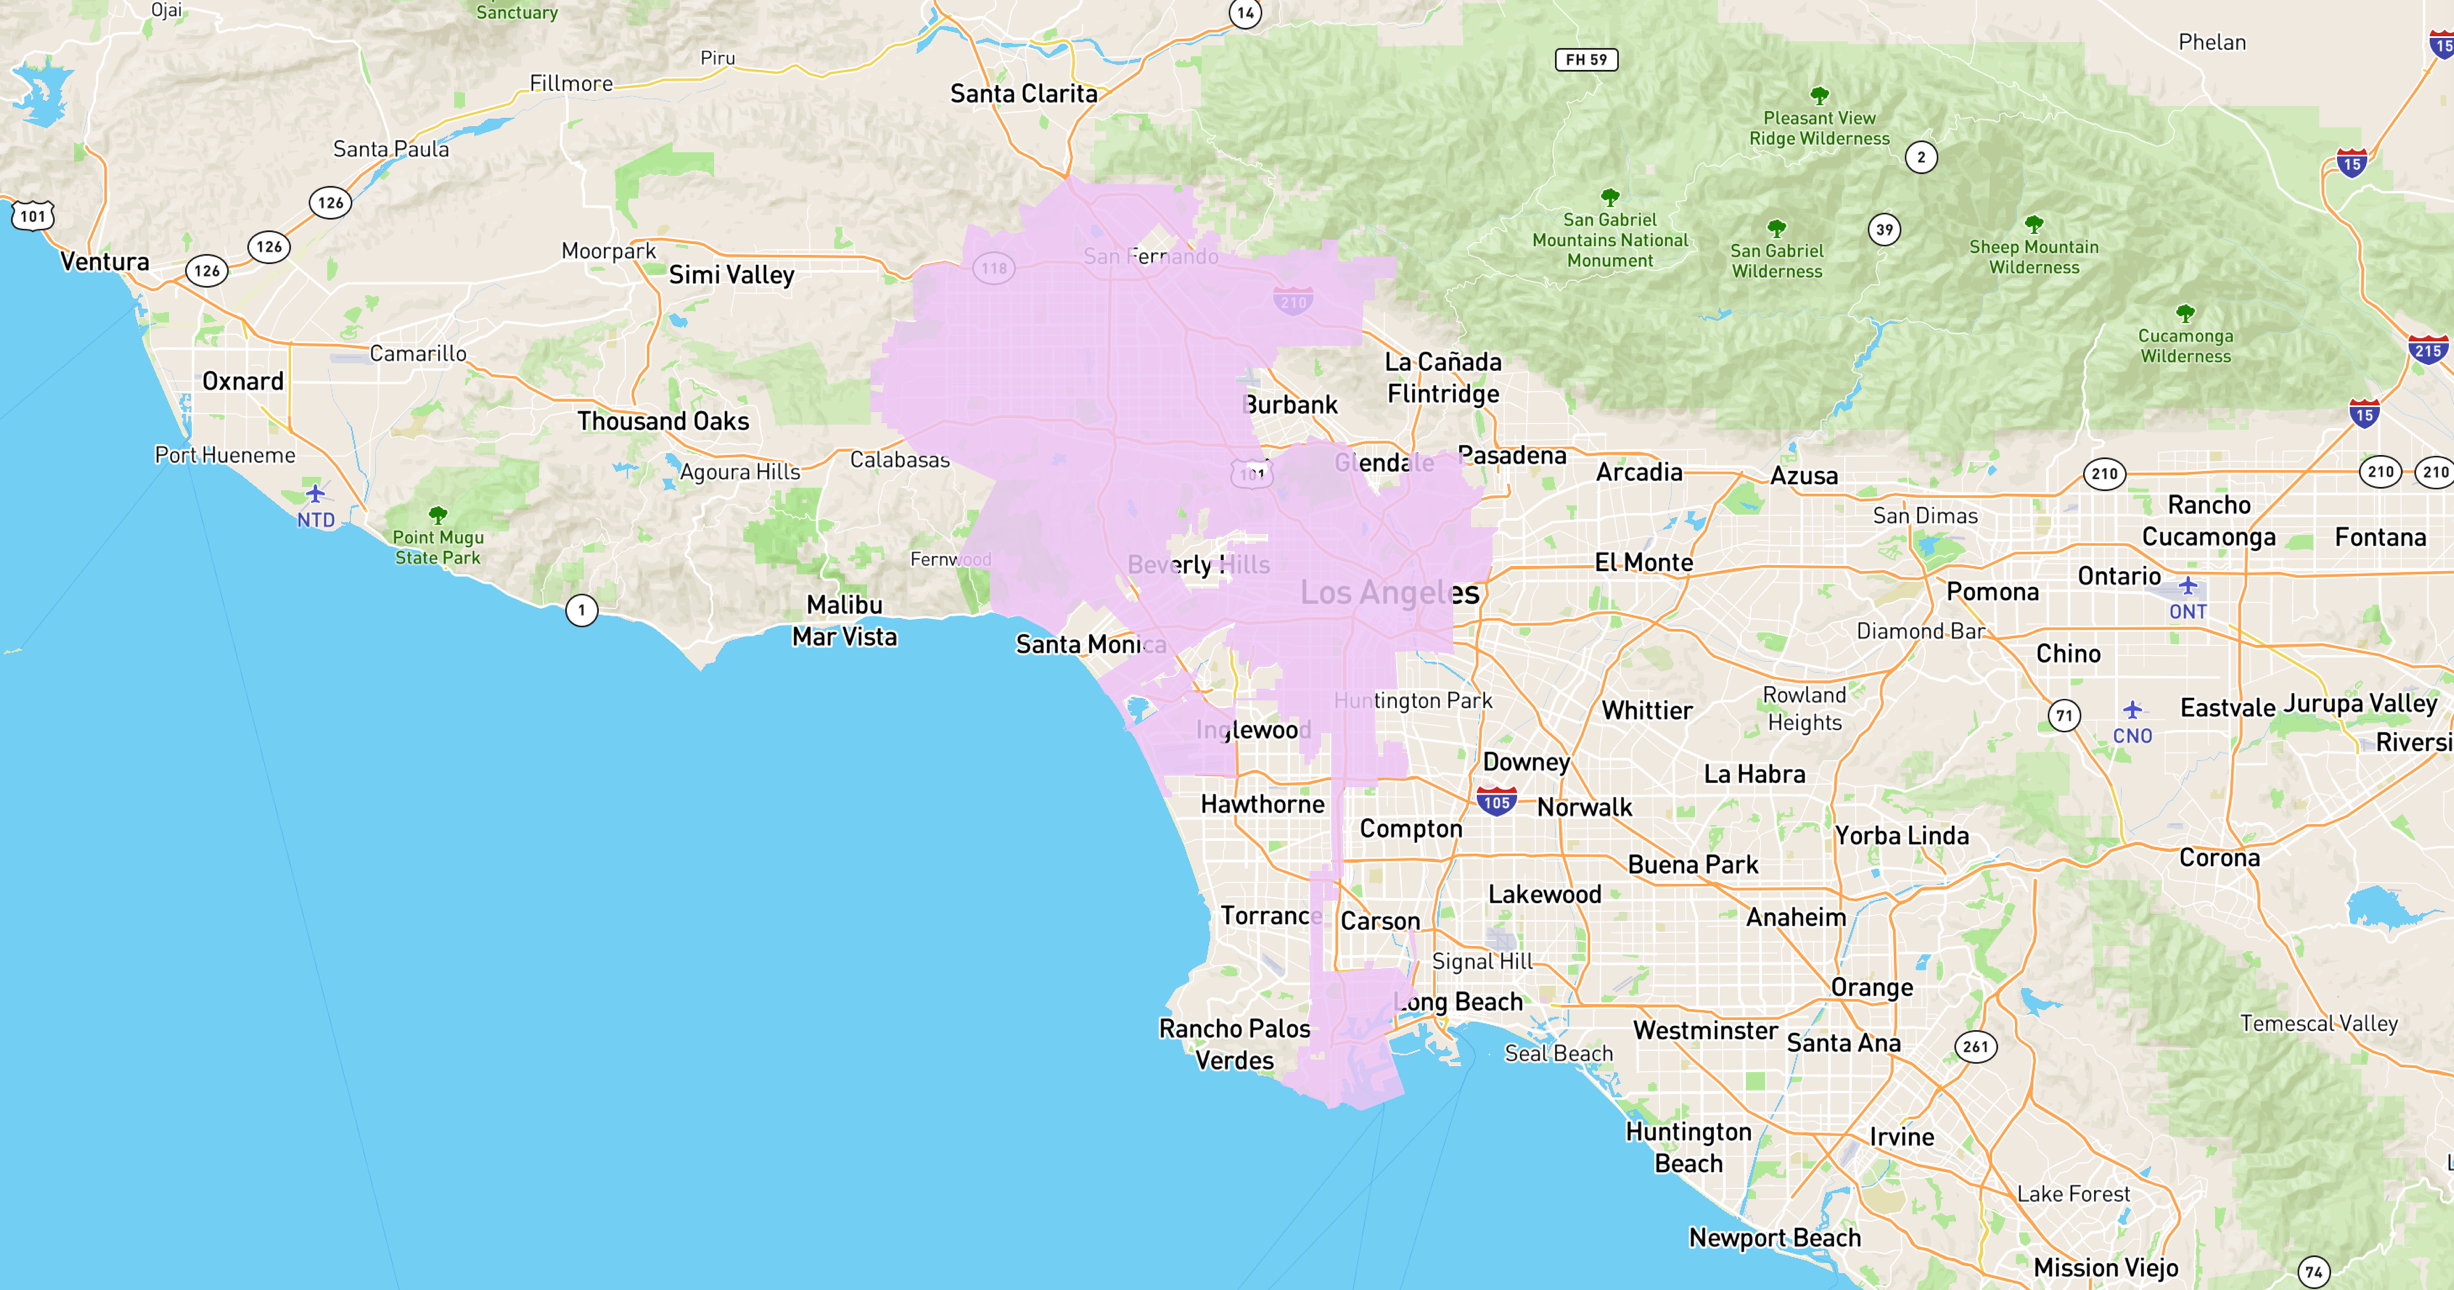 Ojai
Sanctuary
14
Phelan
15
Piru
FH 59
Fillmore
Santa Clarita
Pleasant View
Ridge Wilderness
Santa Paula
2
15
126
101
San Gabriel
Mountains National
Monument
39
San Gabriel
Wilderness
Sheep Mountain
Wilderness
126
Moorpark
San Fernando
Ventura
126
Simi Valley
118
210
Cucamonga
Wilderness
215
Camarillo
La Cañada
Flintridge
Oxnard
Burbank
15
Thousand Oaks
Port Hueneme
Agoura Hills
Calabasas
101
Glendale
Pasadena
Arcadia
Azusa
210
210
210
NTD
Point Mugu
State Park
San Dimas
Rancho
Cucamonga
Fontana
Fernwood
Beverly Hills
El Monte
Ontario
ONT
Los Angeles
Pomona
1
Malibu
Mar Vista
Santa Monica
Diamond Bar
Chino
Huntington Park
Whittier
Rowland
Heights
71
CNO
Eastvale
Jurupa Valley
Inglewood
Riversi
Downey
La Habra
Hawthorne
105
Norwalk
Compton
Yorba Linda
Buena Park
Corona
Lakewood
Torrance
Carson
Anaheim
Signal Hill
Long Beach
Orange
Rancho Palos
Verdes
Westminster
Santa Ana
261
Temescal Valley
Seal Beach
Huntington
Beach
Irvine
L
Lake Forest
Newport Beach
Mission Viejo
74